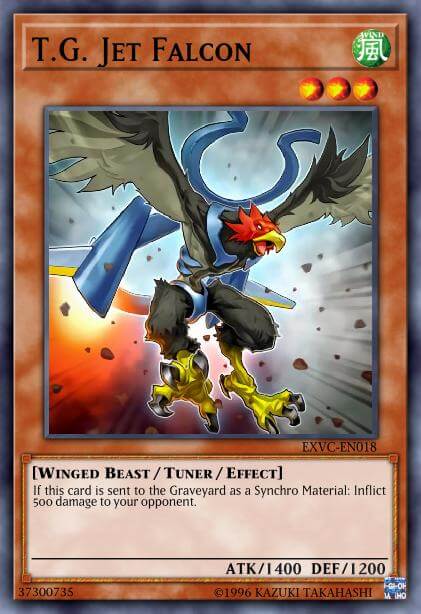 T.G. Jet Falcon
WIND
風
EXVC-EN018
[Winged Beast / Tuner / Effect]
If this card is sent to the Graveyard as a Synchro Material: Inflict
500 damage to your opponent.
ATK/1400 DEF/1200
37300735
©1996 KAZUKI TAKAHASHI